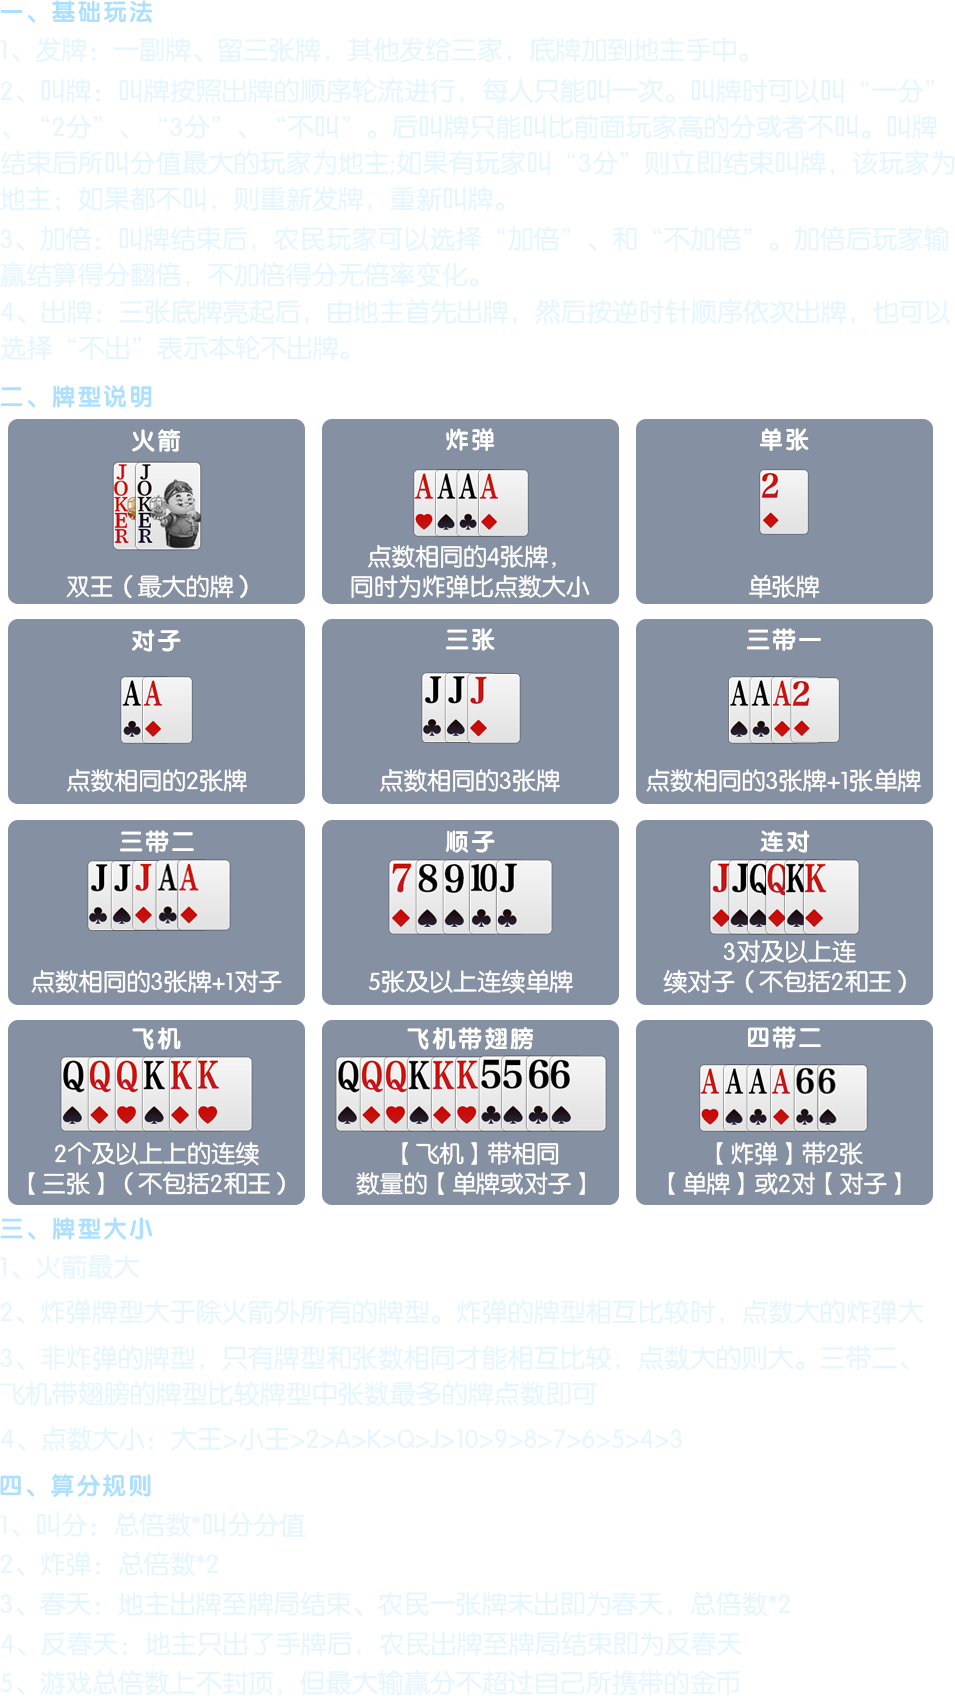 一、基础玩法
1、发牌：一副牌、留三张牌，其他发给三家，底牌加到地主手中。
2、叫牌：叫牌按照出牌的顺序轮流进行，每人只能叫一次。叫牌时可以叫“一分”
、“2分”、“3分”、“不叫”。后叫牌只能叫比前面玩家高的分或者不叫。叫牌
结束后所叫分值最大的玩家为地主;如果有玩家叫“3分”则立即结束叫牌，该玩家为
地主；如果都不叫，则重新发牌，重新叫牌。
3、加倍：叫牌结束后，农民玩家可以选择“加倍”、和“不加倍”。加倍后玩家输
赢结算得分翻倍，不加倍得分无倍率变化。
4、出牌：三张底牌亮起后，由地主首先出牌，然后按逆时针顺序依次出牌，也可以
选择“不出”表示本轮不出牌。
二、牌型说明
火箭
JOKER JOKER
双王（最大的牌）
炸弹
A A A A
点数相同的4张牌，
同时为炸弹比点数大小
单张
2
单张牌
对子
A A
点数相同的2张牌
三张
J J J
点数相同的3张牌
三带一
A A A 2
点数相同的3张牌+1张单牌
三带二
J J J A A
点数相同的3张牌+1对子
顺子
7 8 9 10 J
5张及以上连续单牌
连对
J J Q Q K K
3对及以上连
续对子（不包括2和王）
飞机
Q Q Q K K K
2个及以上上的连续
【三张】（不包括2和王）
飞机带翅膀
Q Q Q K K K 5 5 6 6
【飞机】带相同
数量的【单牌或对子】
四带二
A A A A 6 6
【炸弹】带2张
【单牌】或2对【对子】
三、牌型大小
1、火箭最大
2、炸弹牌型大于除火箭外所有的牌型。炸弹的牌型相互比较时，点数大的炸弹大
3、非炸弹的牌型，只有牌型和张数相同才能相互比较，点数大的则大。三带二、
飞机带翅膀的牌型比较牌型中张数最多的牌点数即可
4、点数大小：大王>小王>2>A>K>Q>J>10>9>8>7>6>5>4>3
四、算分规则
1、叫分：总倍数*叫分分值
2、炸弹：总倍数*2
3、春天：地主出牌至牌局结束、农民一张牌未出即为春天，总倍数*2
4、反春天：地主只出了手牌后，农民出牌至牌局结束即为反春天
5、游戏总倍数上不封顶，但最大输赢分不超过自己所携带的金币